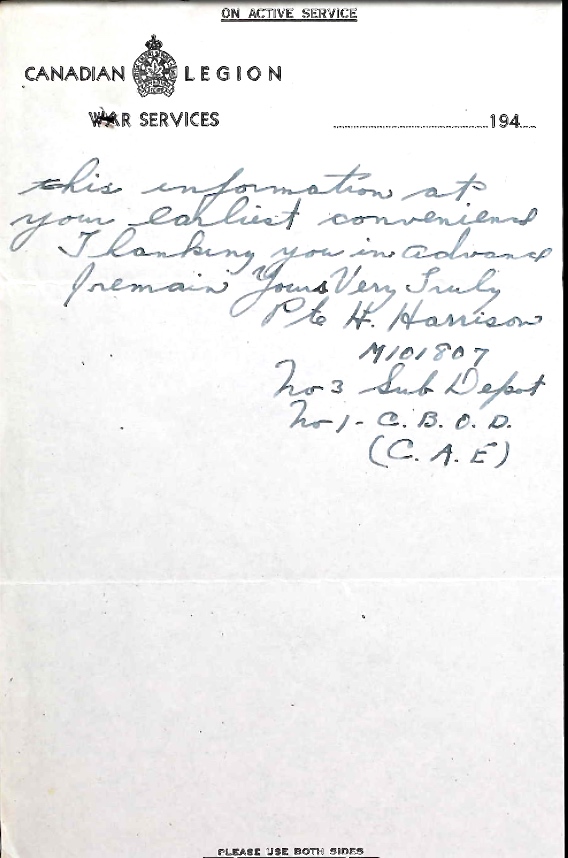 ON ACTIVE SERVICE
CANADIAN LEGION
WAR SERVICES
194
this information at
your earliest convenience
Thanking you in advance
I remain Yours Very Truly
Pte H. Harrison
M101807
No 3 Sub Depot
No 1 - C. B. O. D.
(C. A. E)
PLEASE USE BOTH SIDES